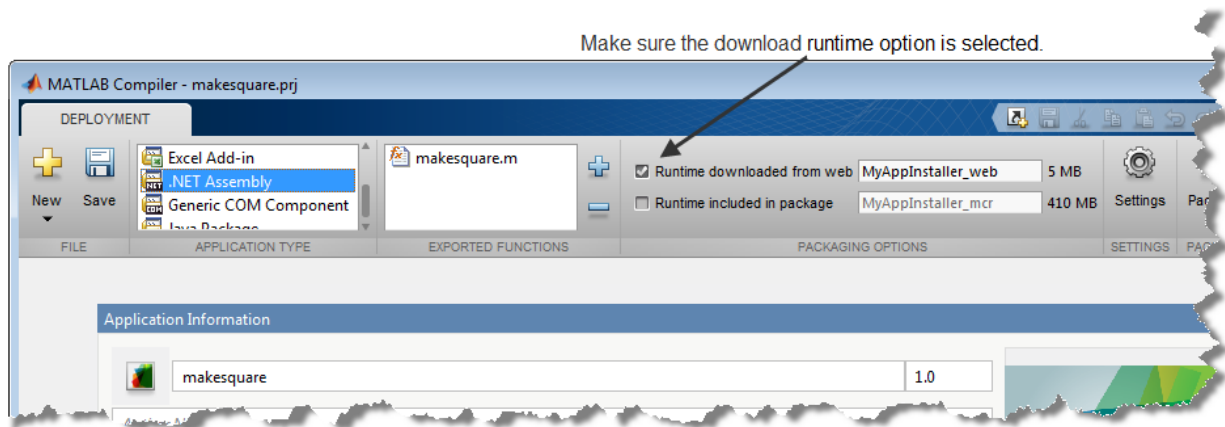 Make sure the download runtime option is selected.
MATLAB Compiler - makesquare.prj
DEPLOYMENT
New
Save
Excel Add-in
.NET Assembly
Generic COM Component
Java Package
makesquare.m
Runtime downloaded from web MyAppInstaller_web 5 MB
Runtime included in package MyAppInstaller_mcr 410 MB
Settings
FILE APPLICATION TYPE EXPORTED FUNCTIONS PACKAGING OPTIONS SETTINGS
Application Information
makesquare 1.0